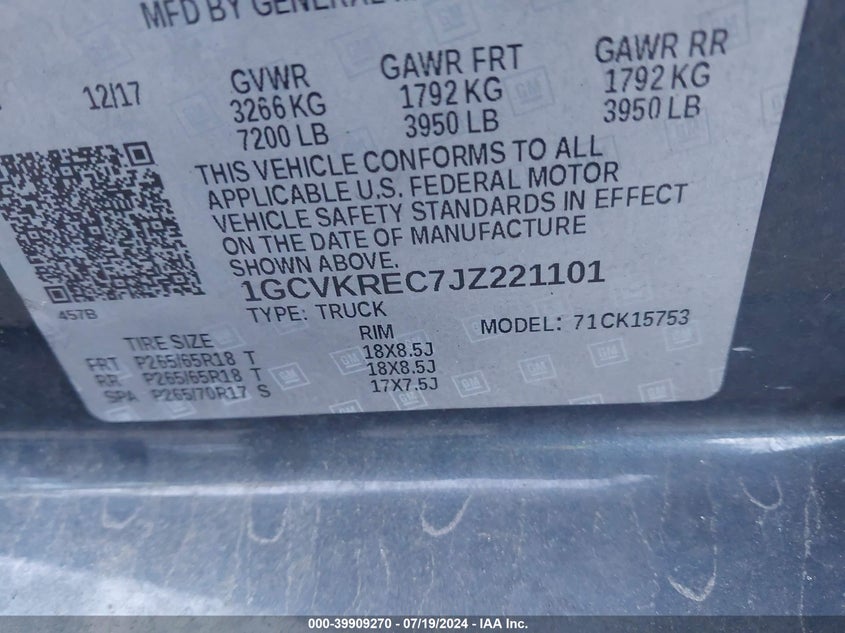 MFD BY GENERAL
12/17 GVWR GAWR FRT GAWR RR
3266 KG 1792 KG 1792 KG
7200 LB 3950 LB 3950 LB
THIS VEHICLE CONFORMS TO ALL
APPLICABLE U.S. FEDERAL MOTOR
VEHICLE SAFETY STANDARDS IN EFFECT
ON THE DATE OF MANUFACTURE
SHOWN ABOVE.
1GCVKREC7JZ221101
457B
TYPE: TRUCK MODEL: 71CK15753
TIRE SIZE RIM
FRT P265/65R18 T 18X8.5J
RR P265/65R18 T 18X8.5J
SPA P265/70R17 S 17X7.5J
000-39909270 - 07/19/2024 - IAA Inc.